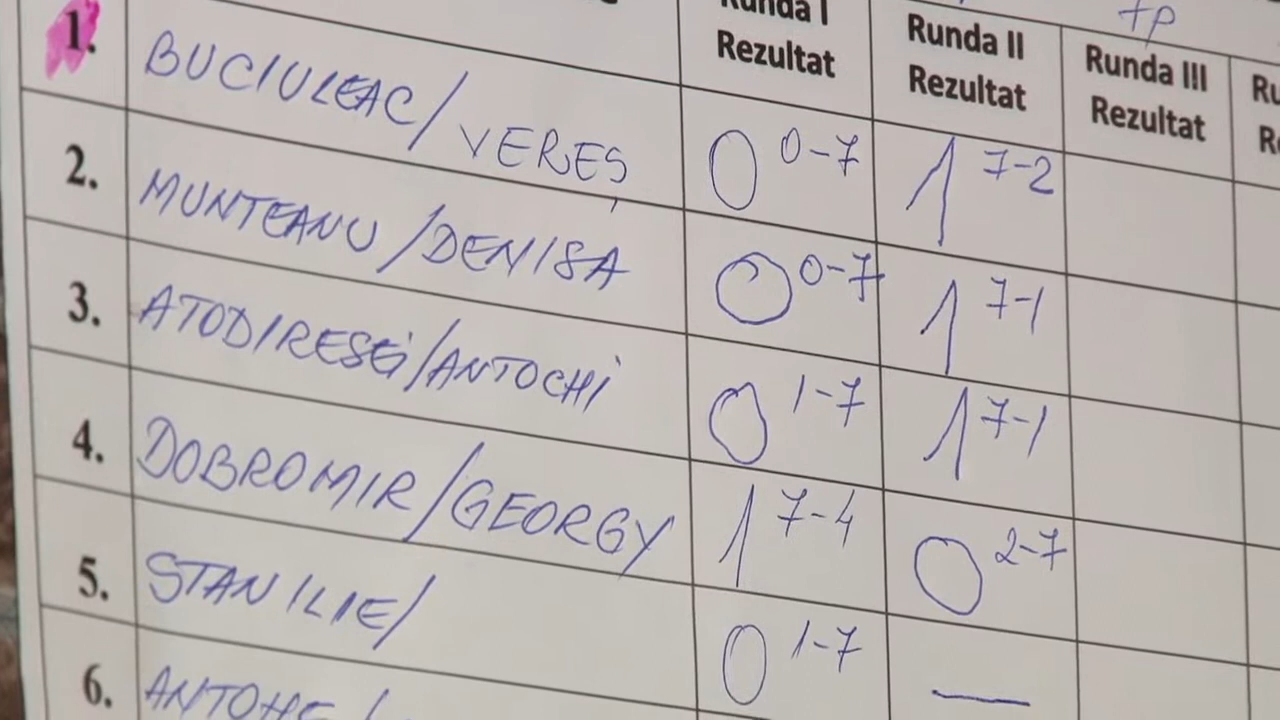 Runda I Runda II Runda III
Rezultat Rezultat Rezultat
1. BUCIULEAC/VEREȘ 0 0-7 1 7-2
2. MUNTEANU/DENISA 0 0-7 1 7-1
3. ATODIRESEI/ANTOCHI 0 1-7 1 7-1
4. DOBROMIR/GEORGY 1 7-4 0 2-7
5. STAN ILIE/ 0 1-7 —
6. ANTOHE/